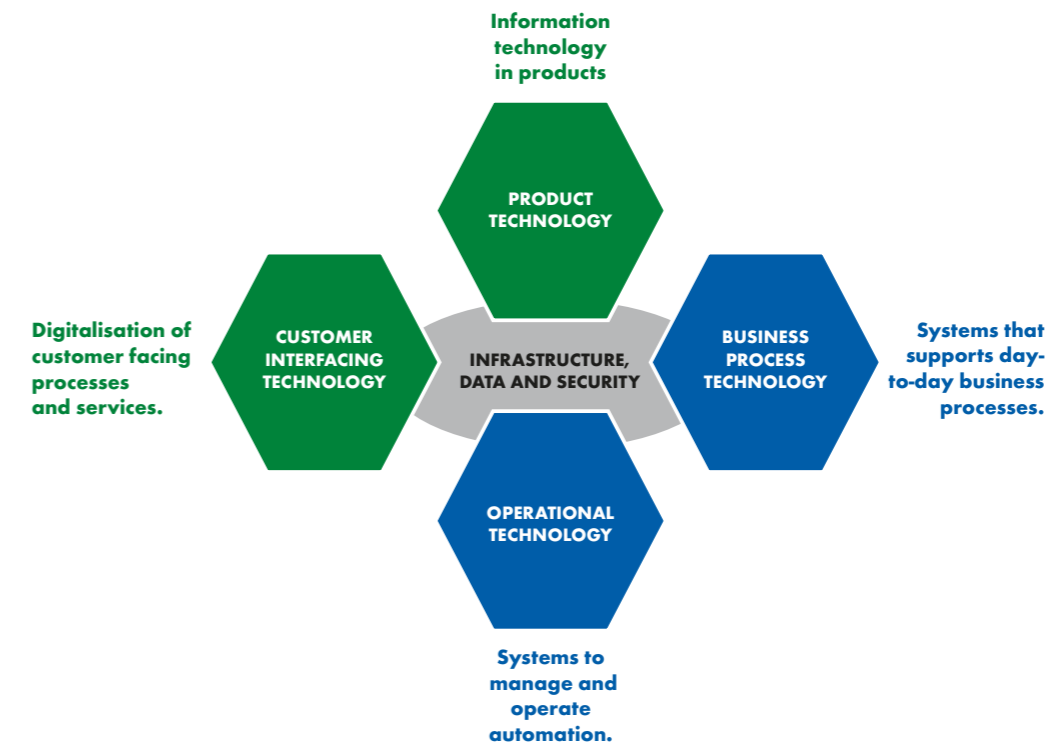 Information
technology
in products
PRODUCT
TECHNOLOGY
Digitalisation of
customer facing
processes
and services.
CUSTOMER
INTERFACING
TECHNOLOGY
INFRASTRUCTURE,
DATA AND SECURITY
BUSINESS
PROCESS
TECHNOLOGY
Systems that
supports day-
to-day business
processes.
OPERATIONAL
TECHNOLOGY
Systems to
manage and
operate
automation.